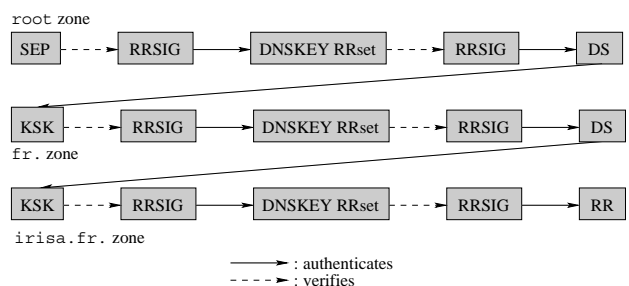 root zone
SEP RRSIG DNSKEY RRset RRSIG DS
KSK RRSIG DNSKEY RRset RRSIG DS
fr. zone
KSK RRSIG DNSKEY RRset RRSIG RR
irisa.fr. zone
: authenticates
: verifies